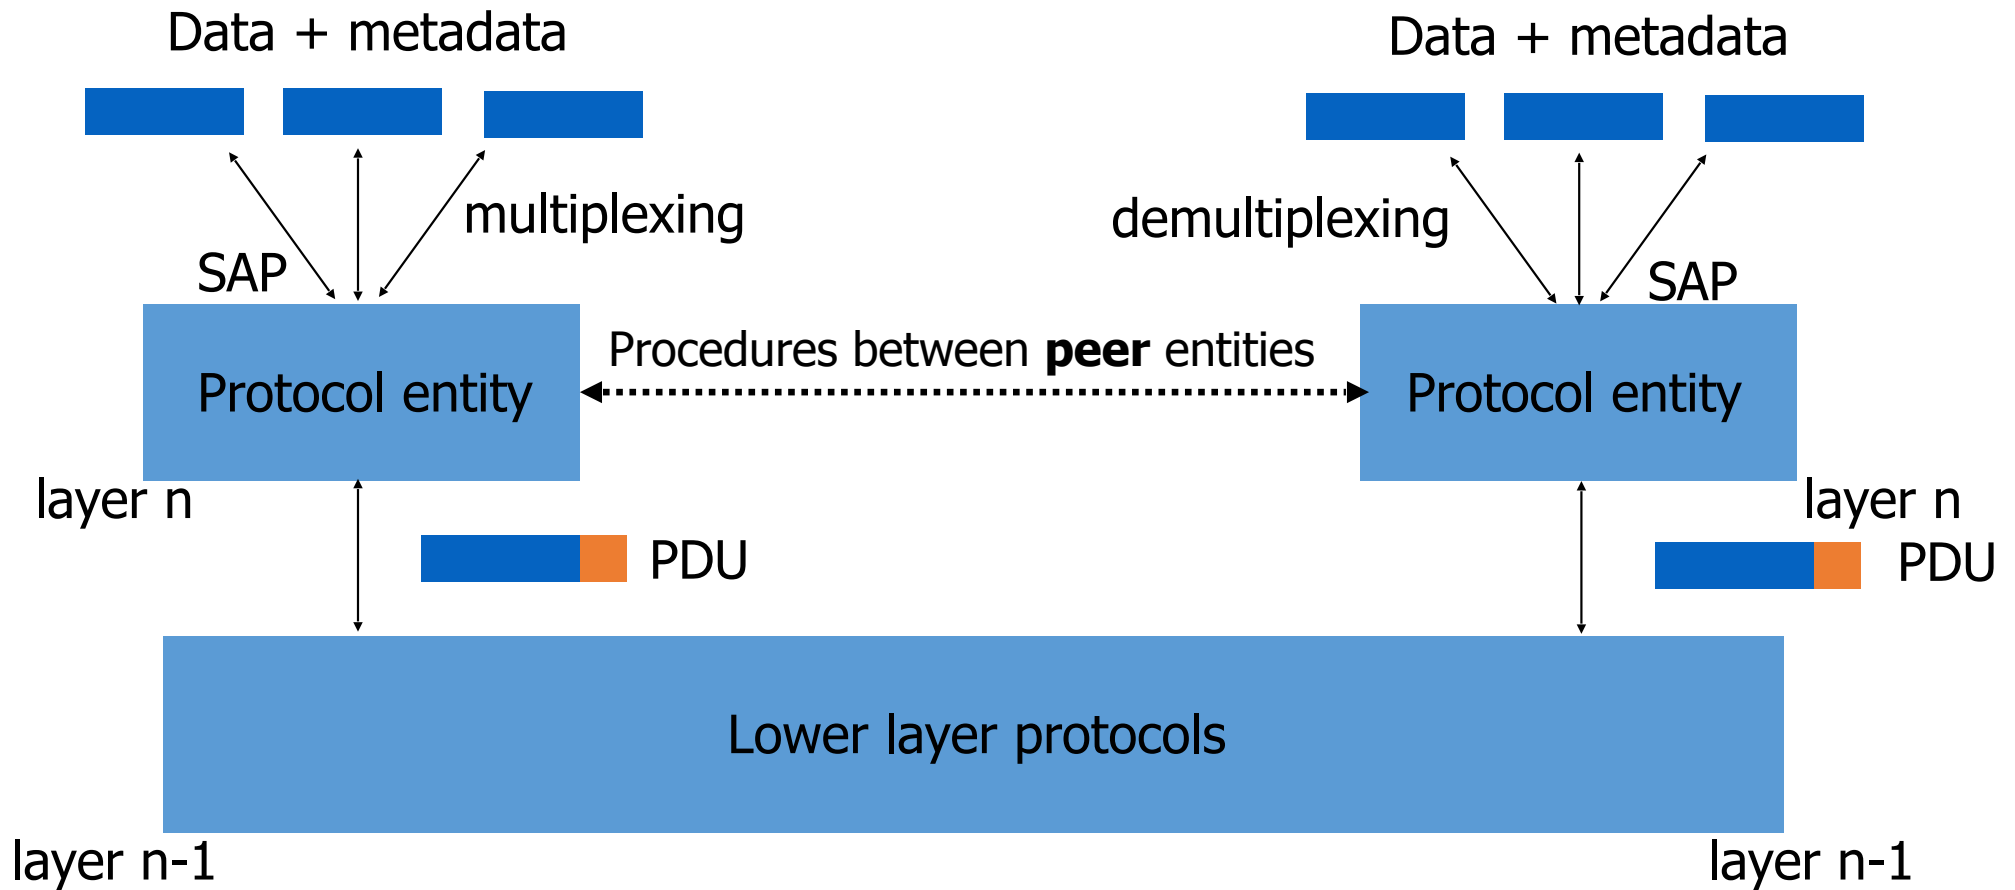 Data + metadata
Data + metadata
multiplexing
demultiplexing
SAP
SAP
Procedures between peer entities
Protocol entity
Protocol entity
layer n
layer n
PDU
PDU
Lower layer protocols
layer n-1
layer n-1